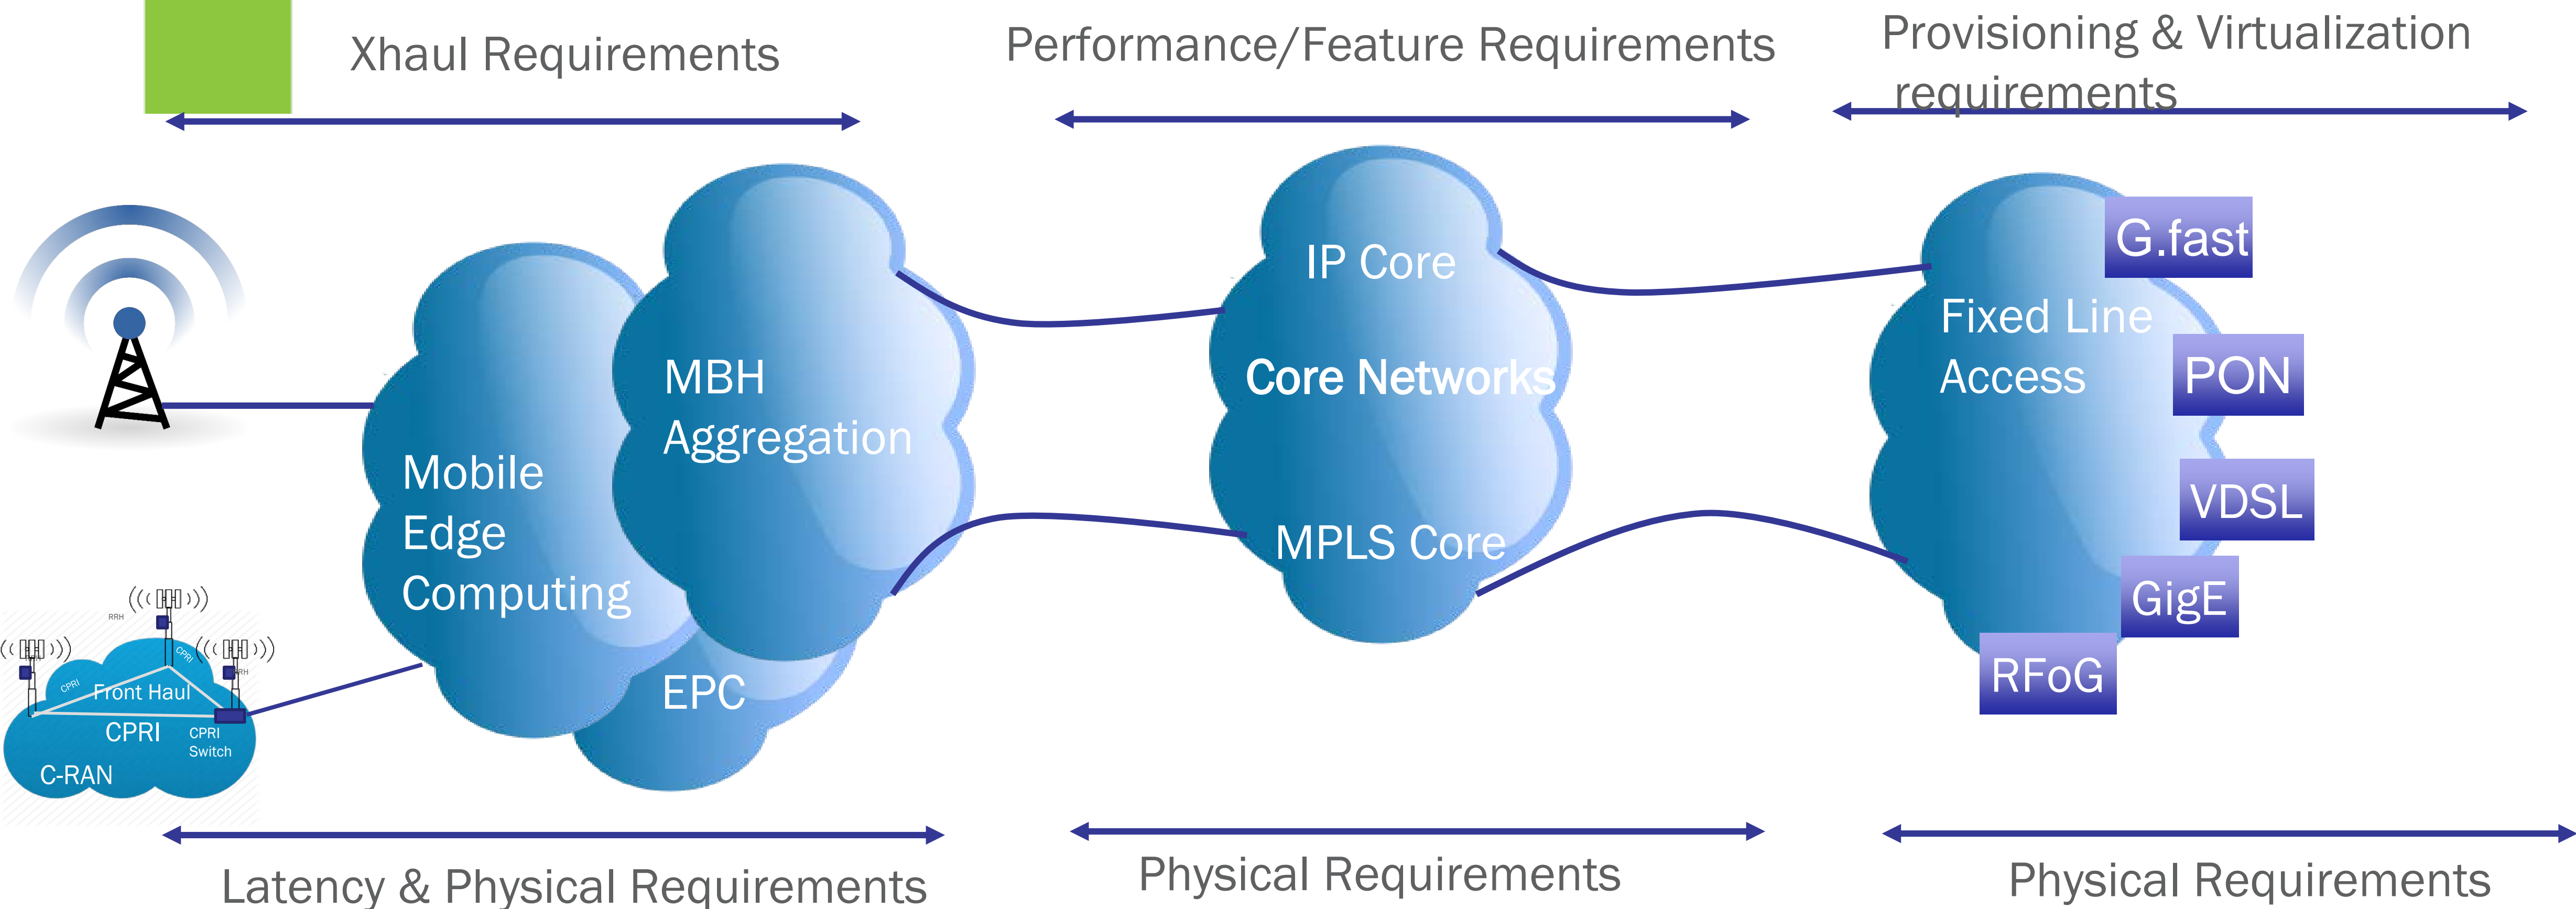 Xhaul Requirements
Performance/Feature Requirements
Provisioning & Virtualization
requirements
Mobile
Edge
Computing
MBH
Aggregation
EPC
IP Core
Core Networks
MPLS Core
Fixed Line
Access
G.fast
PON
VDSL
GigE
RFoG
RRH
RH
CPRI
CPRI
Front Haul
CPRI
CPRI
Switch
C-RAN
Latency & Physical Requirements
Physical Requirements
Physical Requirements